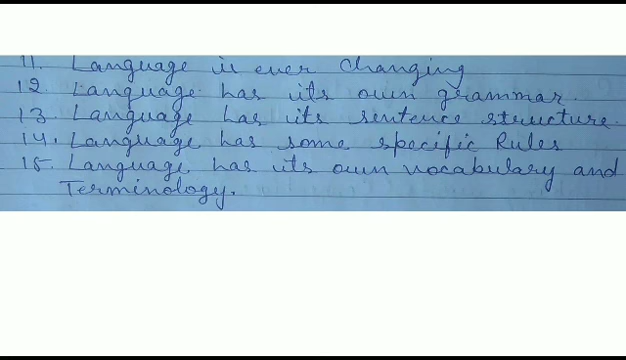 11. Language is ever changing
12. Language has its own grammar.
13. Language has its sentence structure.
14. Language has some specific Rules
15. Language has its own vocabulary and
Terminology.